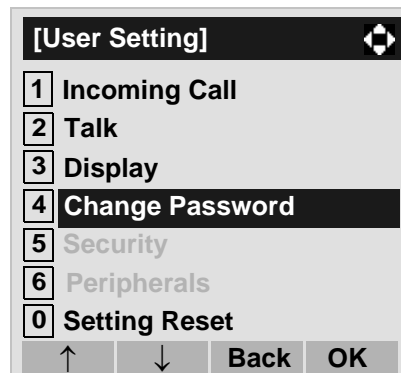 [User Setting]
1 Incoming Call
2 Talk
3 Display
4 Change Password
5 Security
6 Peripherals
0 Setting Reset
↑ ↓ Back OK